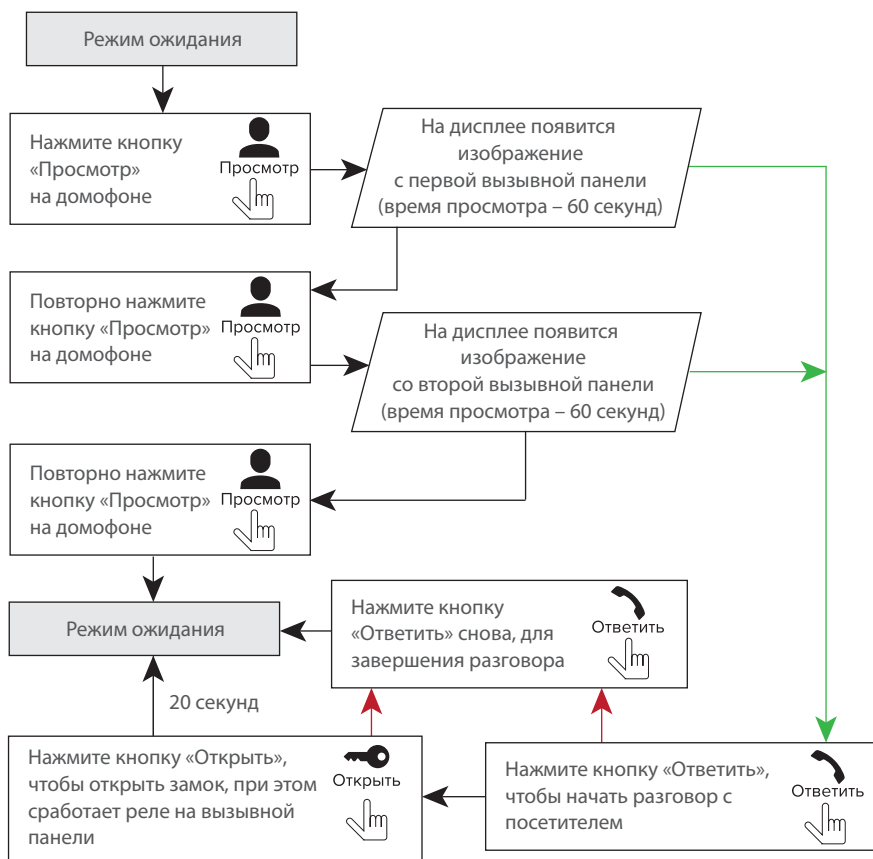 Режим ожидания
Нажмите кнопку
«Просмотр»
на домофоне
Просмотр
На дисплее появится
изображение
с первой вызывной панели
(время просмотра – 60 секунд)
Повторно нажмите
кнопку «Просмотр»
на домофоне
Просмотр
На дисплее появится
изображение
со второй вызывной панели
(время просмотра – 60 секунд)
Повторно нажмите
кнопку «Просмотр»
на домофоне
Просмотр
Режим ожидания
Нажмите кнопку
«Ответить» снова, для
завершения разговора
Ответить
20 секунд
Нажмите кнопку «Открыть»,
чтобы открыть замок, при этом
сработает реле на вызывной
панели
Открыть
Нажмите кнопку «Ответить»,
чтобы начать разговор с
посетителем
Ответить